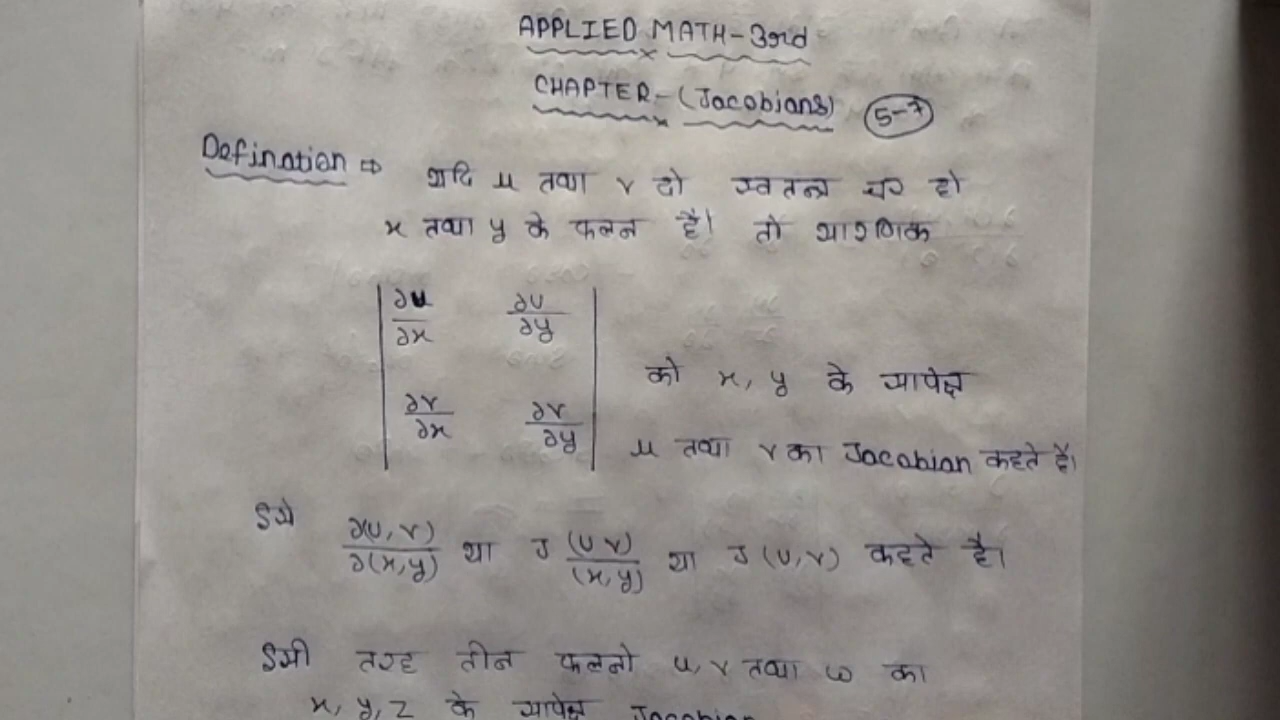 APPLIED MATH-3rd
CHAPTER-(Jacobians) 5-7
Defination ⇒ यदि u तथा v दो स्वतन्त्र चर हो
x तथा y के फलन है। तो सारणिक
∂u/∂x ∂U/∂y
∂v/∂x ∂v/∂y
को x, y के सापेक्ष
u तथा v का Jacobian कहते है।
इसे ∂(U, v)/∂(x,y) या J (U v)/(x,y) या J (U,v) कहते है।
इसी तरह तीन फलनो u, v तथा w का
x, y, z के सापेक्ष Jacobian